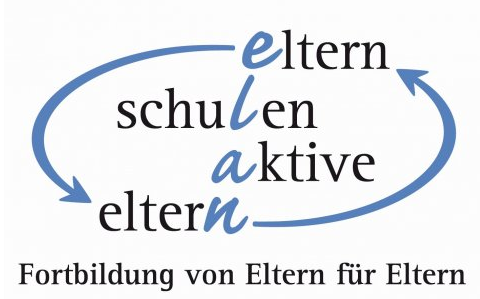 eltern
schulen
aktive
eltern
Fortbildung von Eltern für Eltern